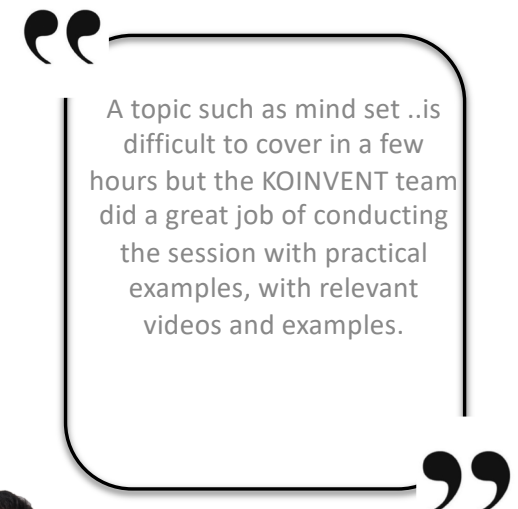 A topic such as mind set ..is
difficult to cover in a few
hours but the KOINVENT team
did a great job of conducting
the session with practical
examples, with relevant
videos and examples.